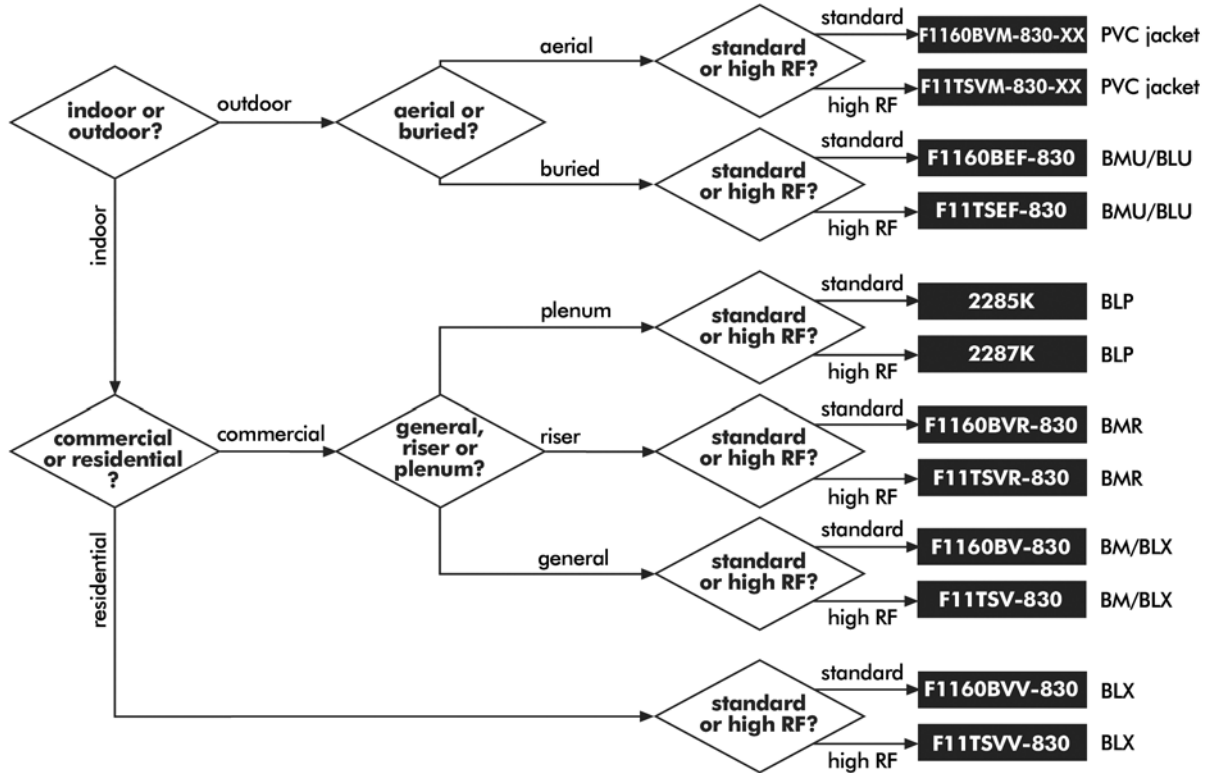 indoor or
outdoor?
outdoor
aerial or
buried?
aerial
standard
or high RF?
standard
F1160BVM-830-XX
PVC jacket
high RF
F11TSVM-830-XX
PVC jacket
buried
standard
or high RF?
standard
F1160BEF-830
BMU/BLU
high RF
F11TSEF-830
BMU/BLU
indoor
commercial
or residential
?
commercial
general,
riser or
plenum?
plenum
standard
or high RF?
standard
2285K
BLP
high RF
2287K
BLP
riser
standard
or high RF?
standard
F1160BVR-830
BMR
high RF
F11TSVR-830
BMR
general
standard
or high RF?
standard
F1160BV-830
BM/BLX
high RF
F11TSV-830
BM/BLX
residential
standard
or high RF?
standard
F1160BVV-830
BLX
high RF
F11TSVV-830
BLX